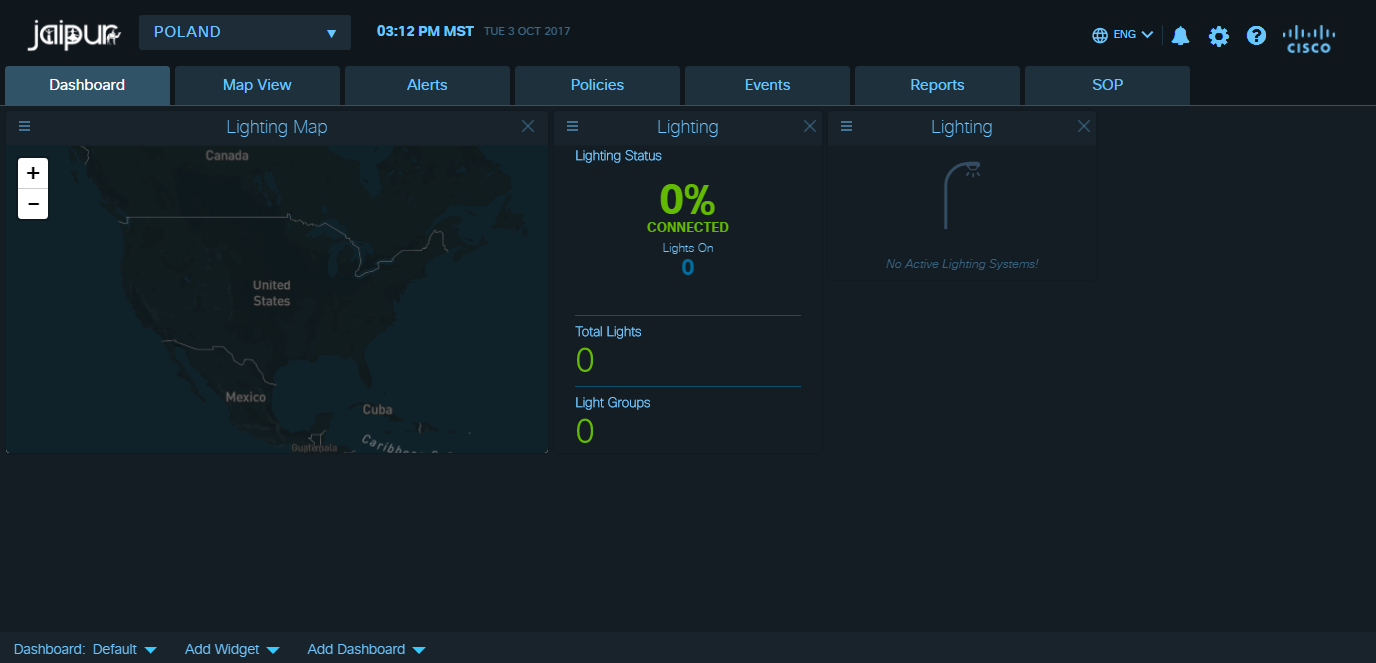 jaipur
POLAND
03:12 PM MST TUE 3 OCT 2017
ENG
CISCO
Dashboard
Map View
Alerts
Policies
Events
Reports
SOP
Lighting Map
+
−
Canada
United
States
Mexico
Cuba
Guatemala
Lighting
Lighting Status
0%
CONNECTED
Lights On
0
Total Lights
0
Light Groups
0
Lighting
No Active Lighting Systems!
Dashboard: Default
Add Widget
Add Dashboard